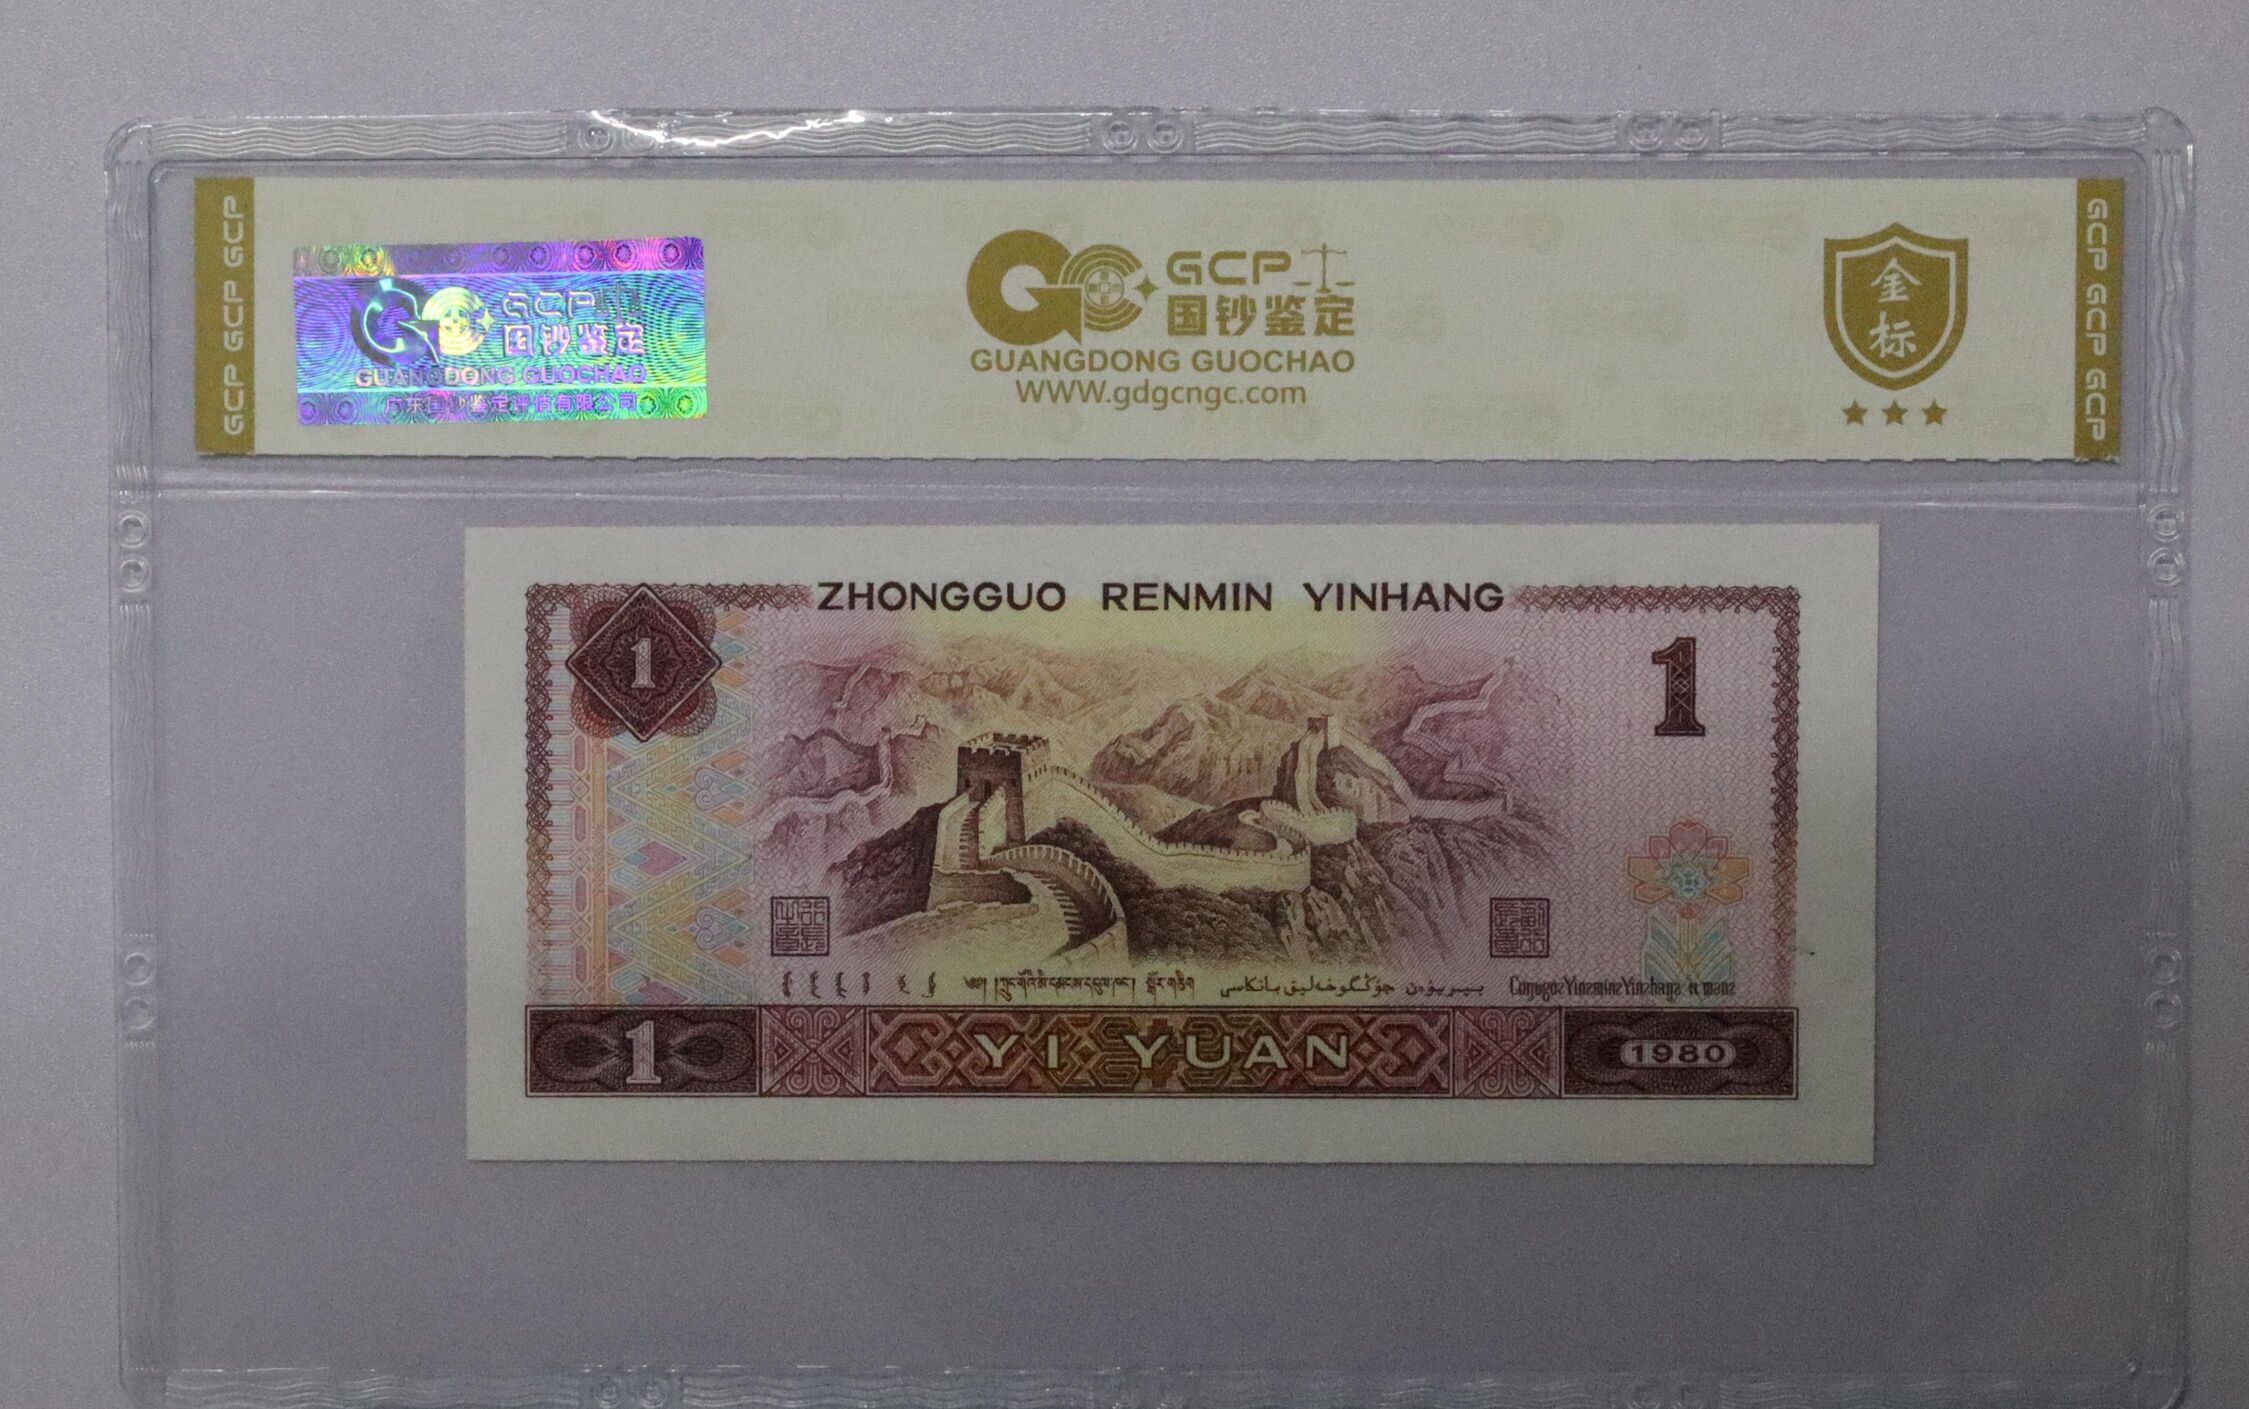 GCP GCP GCP
GCP
国钞鉴定
GUANGDONG GUOCHAO
广东国钞鉴定评估有限公司
GCP
国钞鉴定
GUANGDONG GUOCHAO
WWW.gdgcngc.com
金标
GCP GCP GCP
ZHONGGUO RENMIN YINHANG
1
1
1
YI YUAN
1980